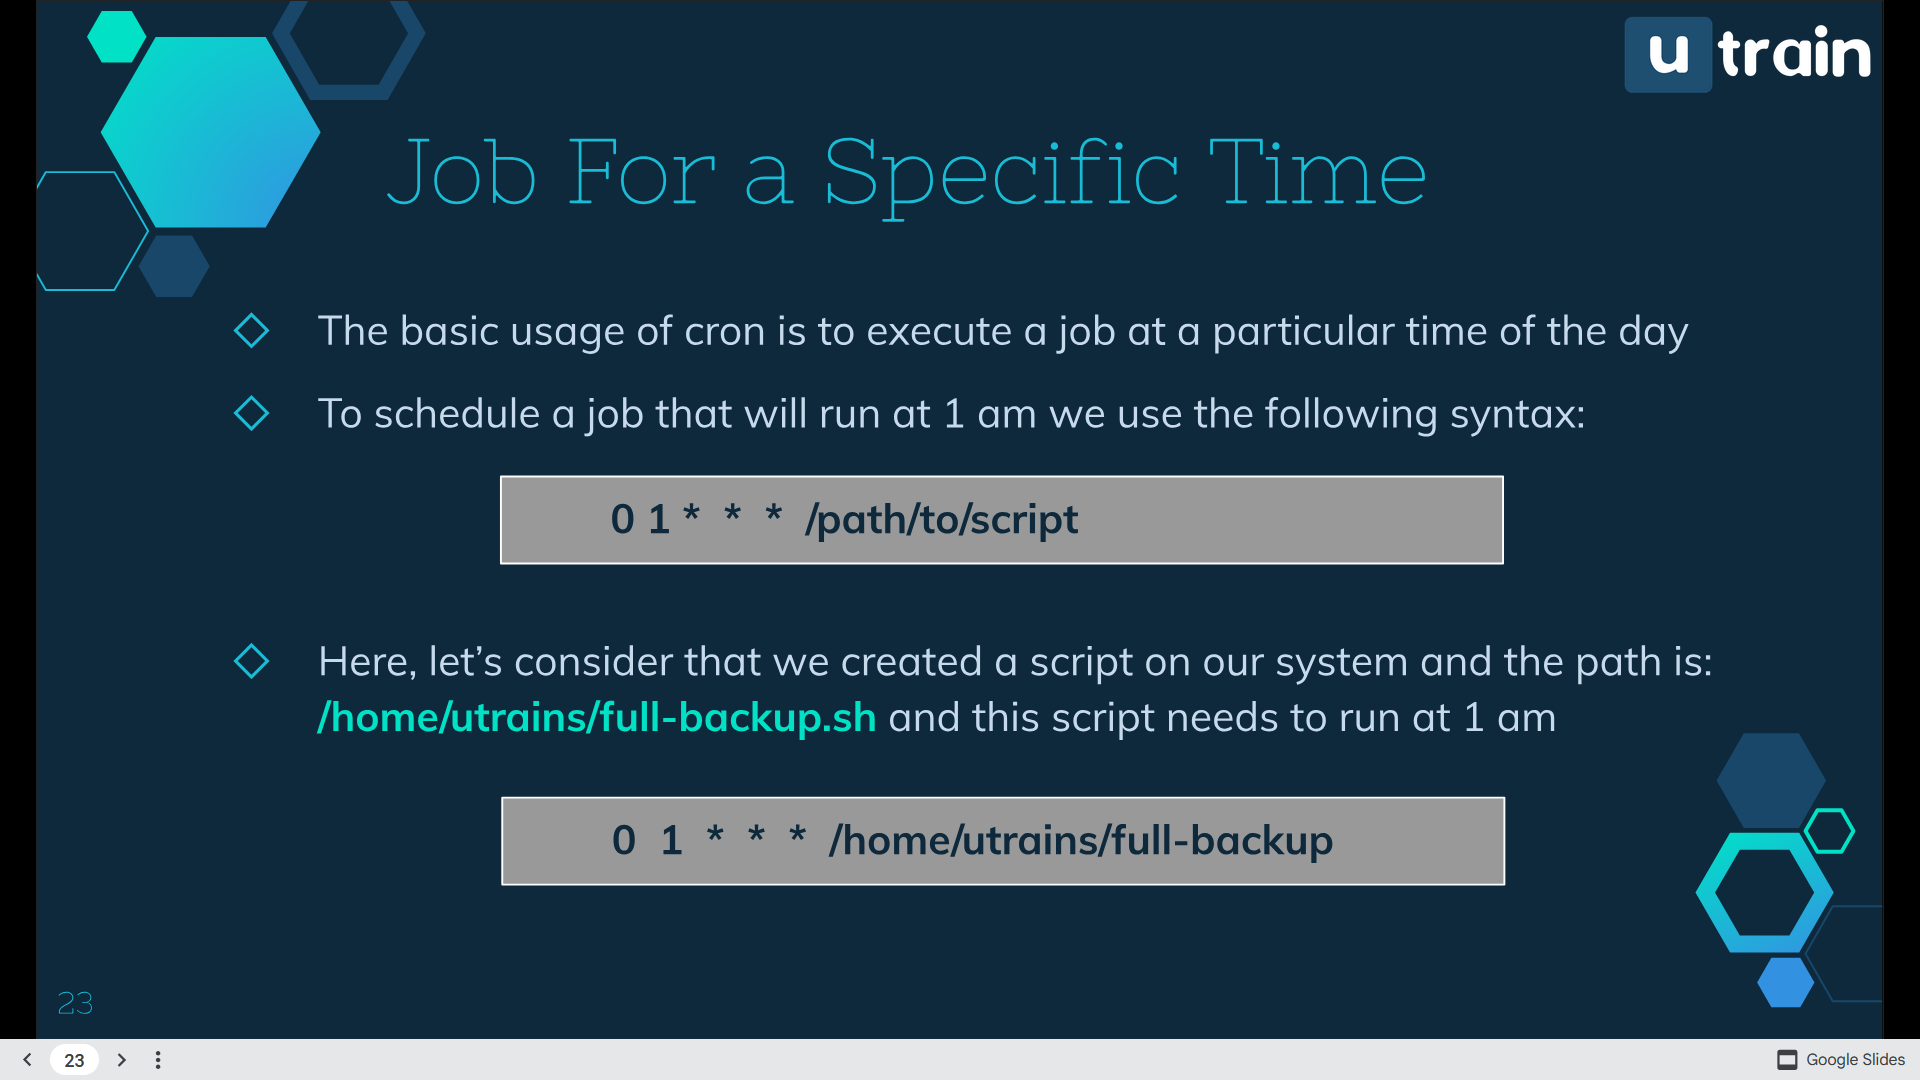 u train
Job For a Specific Time
The basic usage of cron is to execute a job at a particular time of the day
To schedule a job that will run at 1 am we use the following syntax:
0 1 * * * /path/to/script
Here, let’s consider that we created a script on our system and the path is:
/home/utrains/full-backup.sh and this script needs to run at 1 am
0 1 * * * /home/utrains/full-backup
23
23
Google Slides